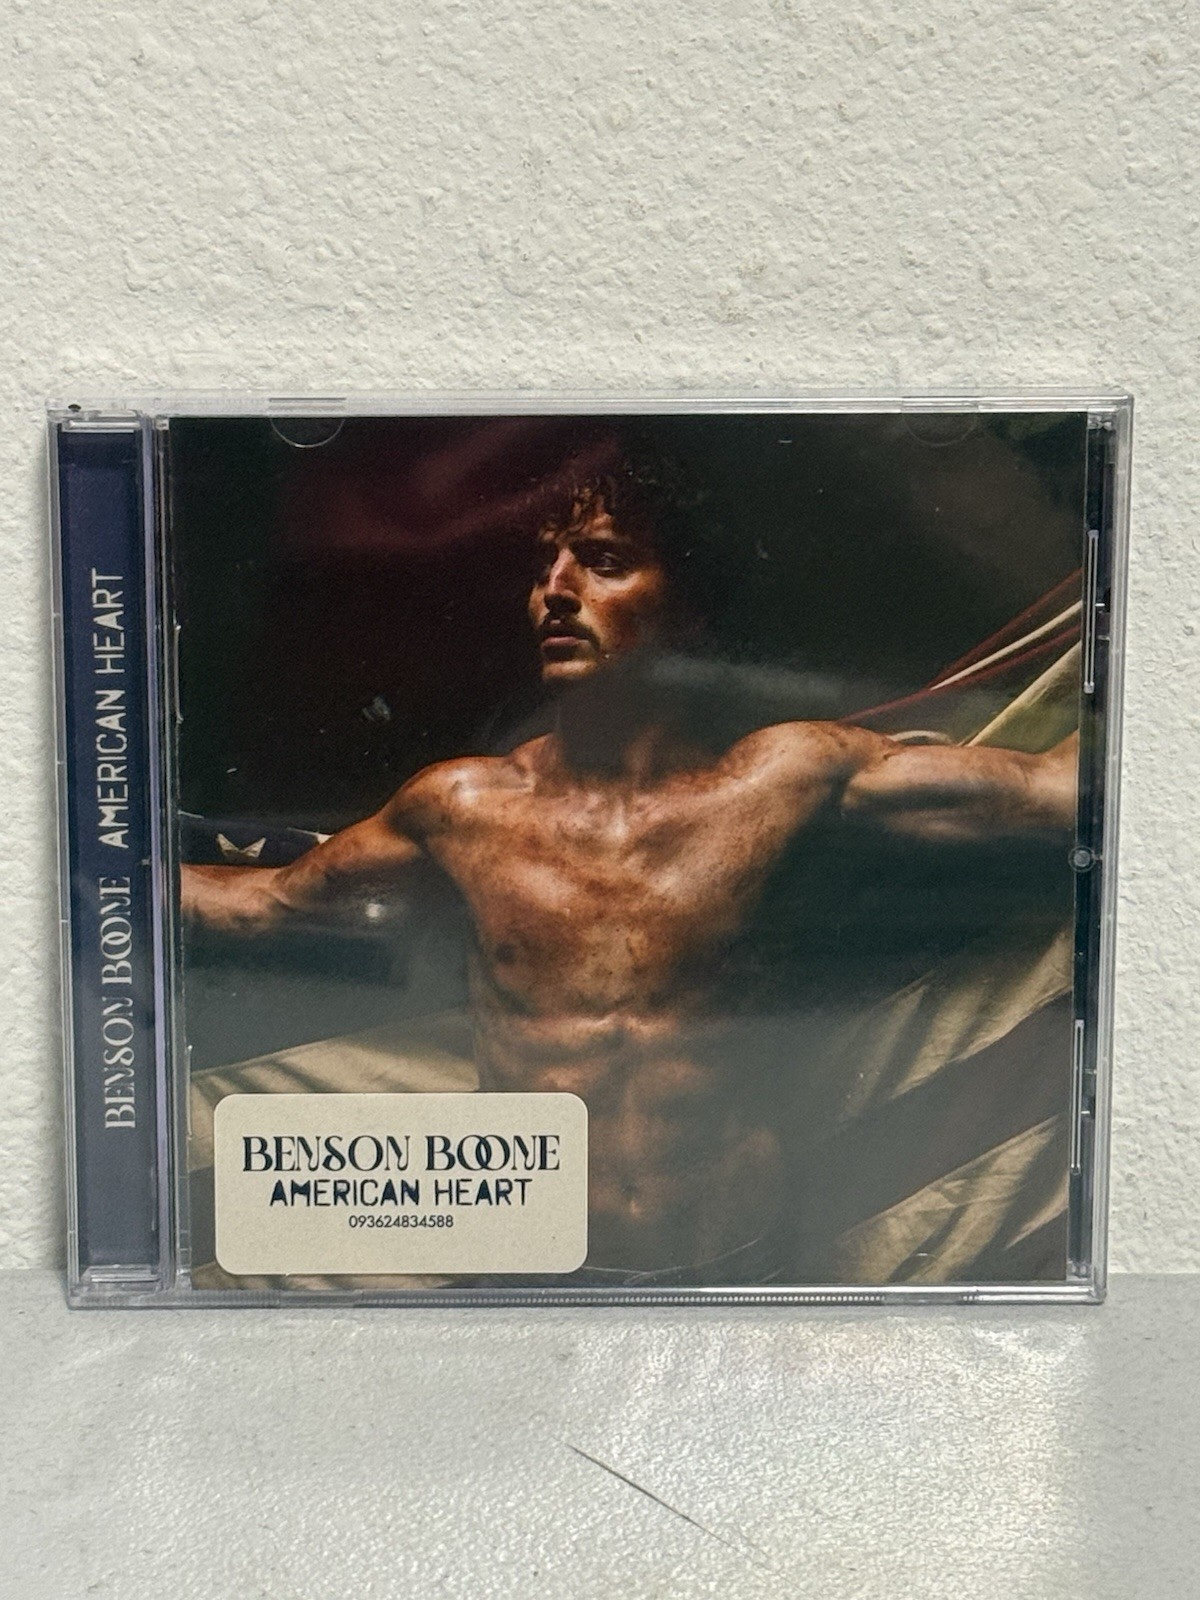 BENSON BOONE AMERICAN HEART
BENSON BOONE
AMERICAN HEART
093624834588